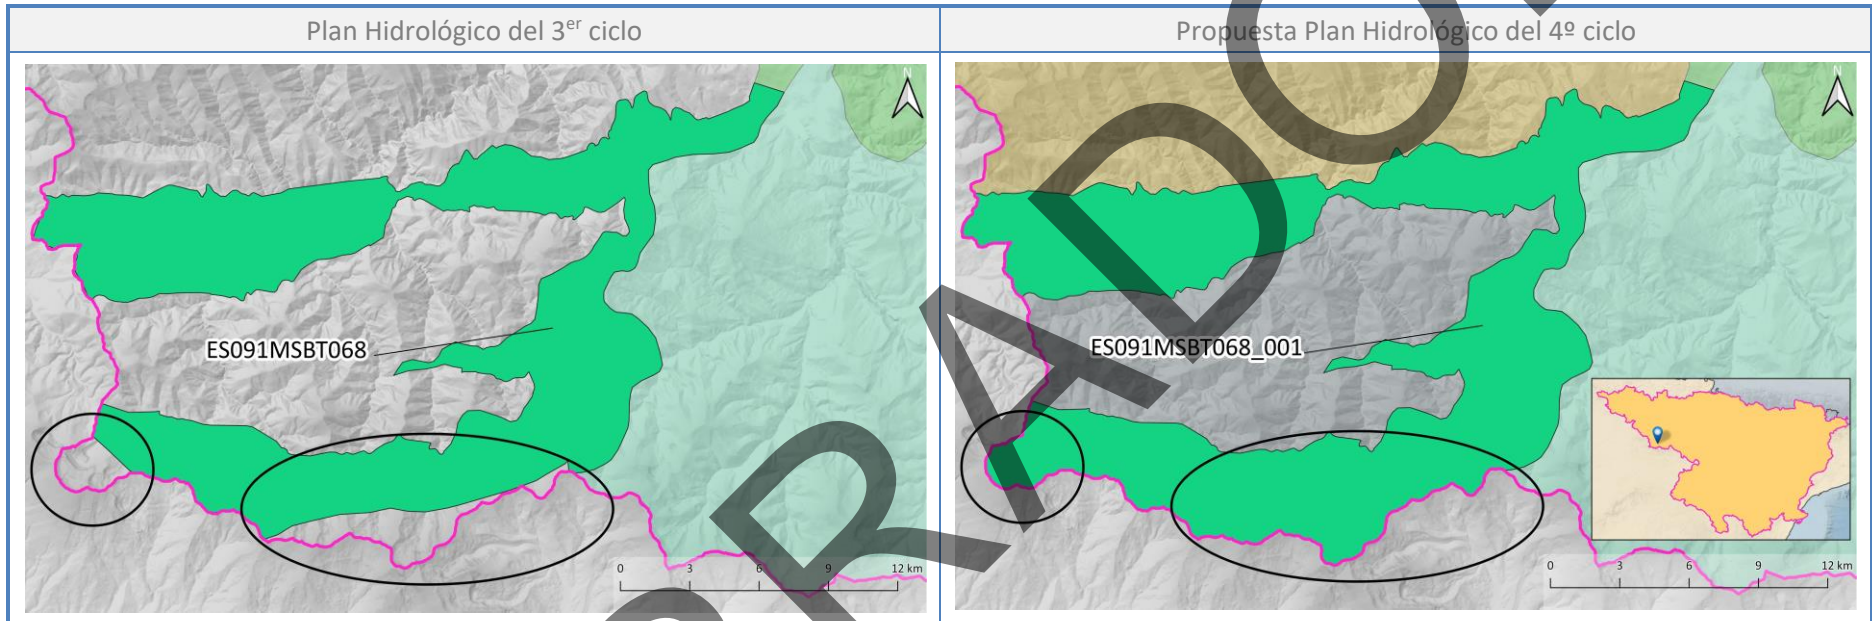 Plan Hidrológico del 3er ciclo
Propuesta Plan Hidrológico del 4º ciclo
N
ES091MSBT068
0 3 6 9 12 km
N
ES091MSBT068_001
0 3 6 9 12 km